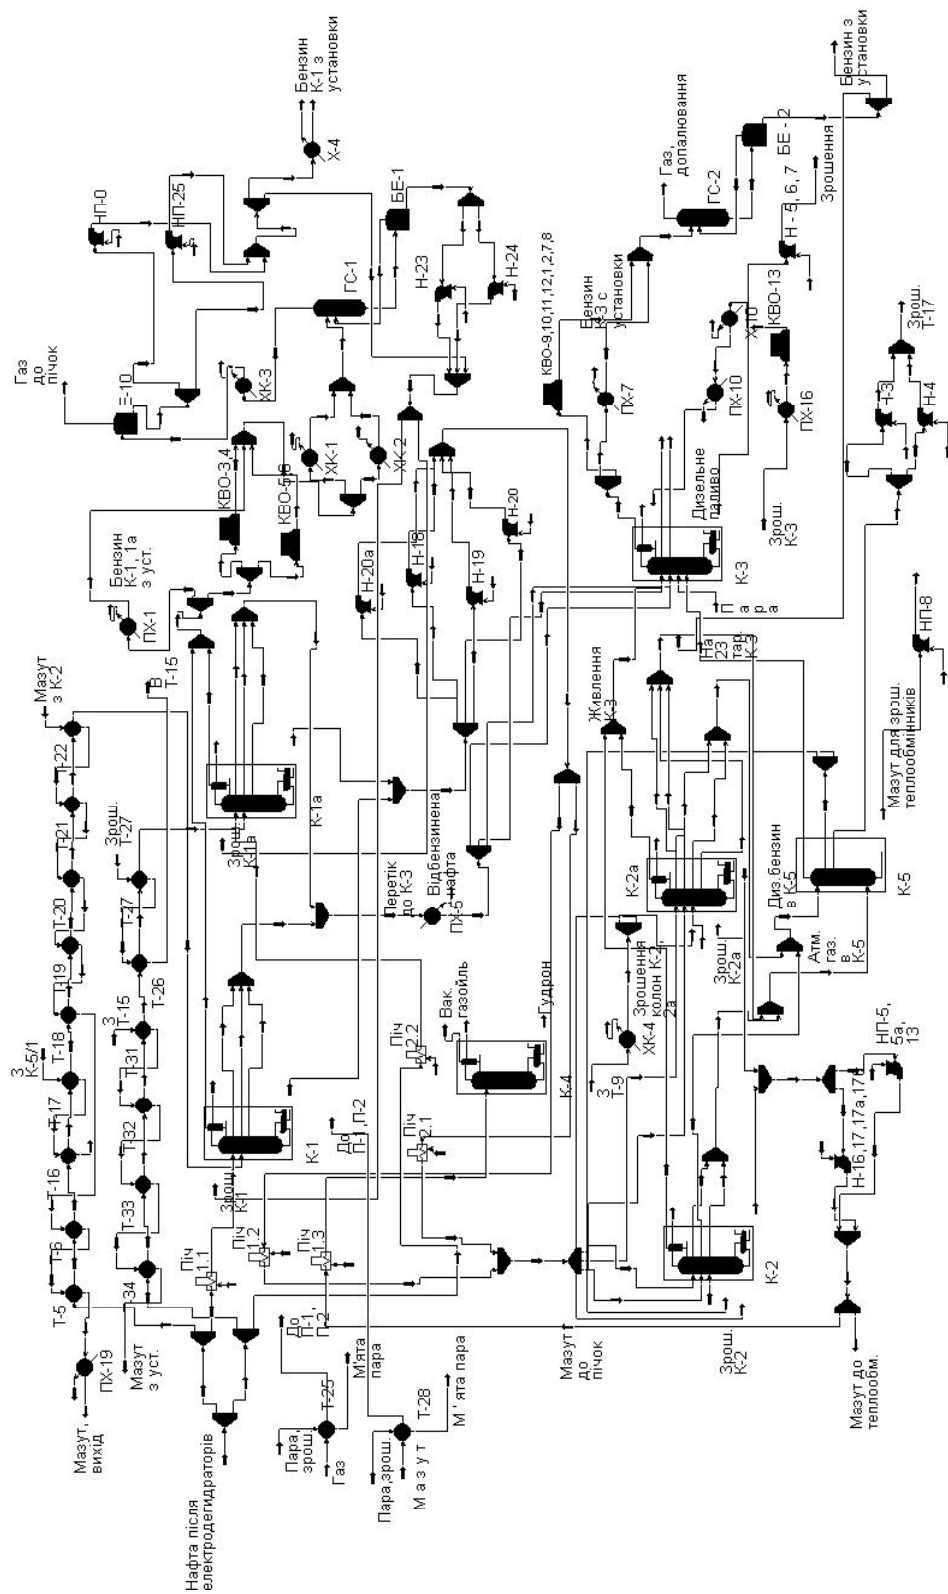 Газ
до
пічок
Мазут
з К-2
Т-22
Т-21
Т-20
Т-19
Т-18
З
К-5/1
Т-17
Т-16
Т-6
Т-5
ПХ-19
Мазут,
вихід
НП-0
Е-10
Бензин
К-1,1а
з уст.
ПХ-1
В
Т-15
Зрош.
Т-27
Т-27
Т-26
З
Т-15
Т-31
Т-32
Т-33
Т-34
Мазут
з уст.
НП-25
КВО-3,4
ХК-3
КВО-5,6
Нафта після
електродегидраторів
Піч
1.1
Зрош.
К-1
К-1
Зрош.
К-1а
К-1а
Піч
1.2
Піч
1.3
Бензин
К-1 з
установки
Х-4
ГС-1
ХК-1
ХК-2
БЕ-1
Н-23
Н-24
Н-20а
Н-18
Н-19
Н-20
До
П-1,
П-2
Пара,
зрош.
Газ
Т-25
М'ята
пара
До
П-1,П-2
Пара,зрош.
М а з у т
Т-28
М ' ята пара
Перетік
до К-3
Відбензинена
нафта
ПХ-5
Піч
2.2
Піч
2.1
Вак.
газойль
Гудрон
К-4
КВО-9,10,11,12,1,2,7,8
Бензин
К-3 с
установки
ПХ-7
Газ,
допалювання
ГС-2
БЕ - 2
Х-10
ПХ-10
Дизельне
паливо
КВО-13
ПХ-16
Зрош.
К-3
Н - 5, 6, 7
Зрошення
Бензин з
установки
К-3
П а р а
На
23
тар.
К-3
Живлення
К-3
К-2а
Зрош.
К-2а
З
Т-9
ХК-4
Зрошення
колон К-2,
2а
Мазут
до
пічок
Зрош.
К-2
К-2
Диз.бензин
в
К-5
Атм.
газ.
в
К-5
К-5
Н-3
Н-4
Зрош.
Т-17
НП-8
Мазут для зрош.
теплообмінників
НП-5,
5а,
13
Н-16,17,17а,17б
Мазут до
теплообм.